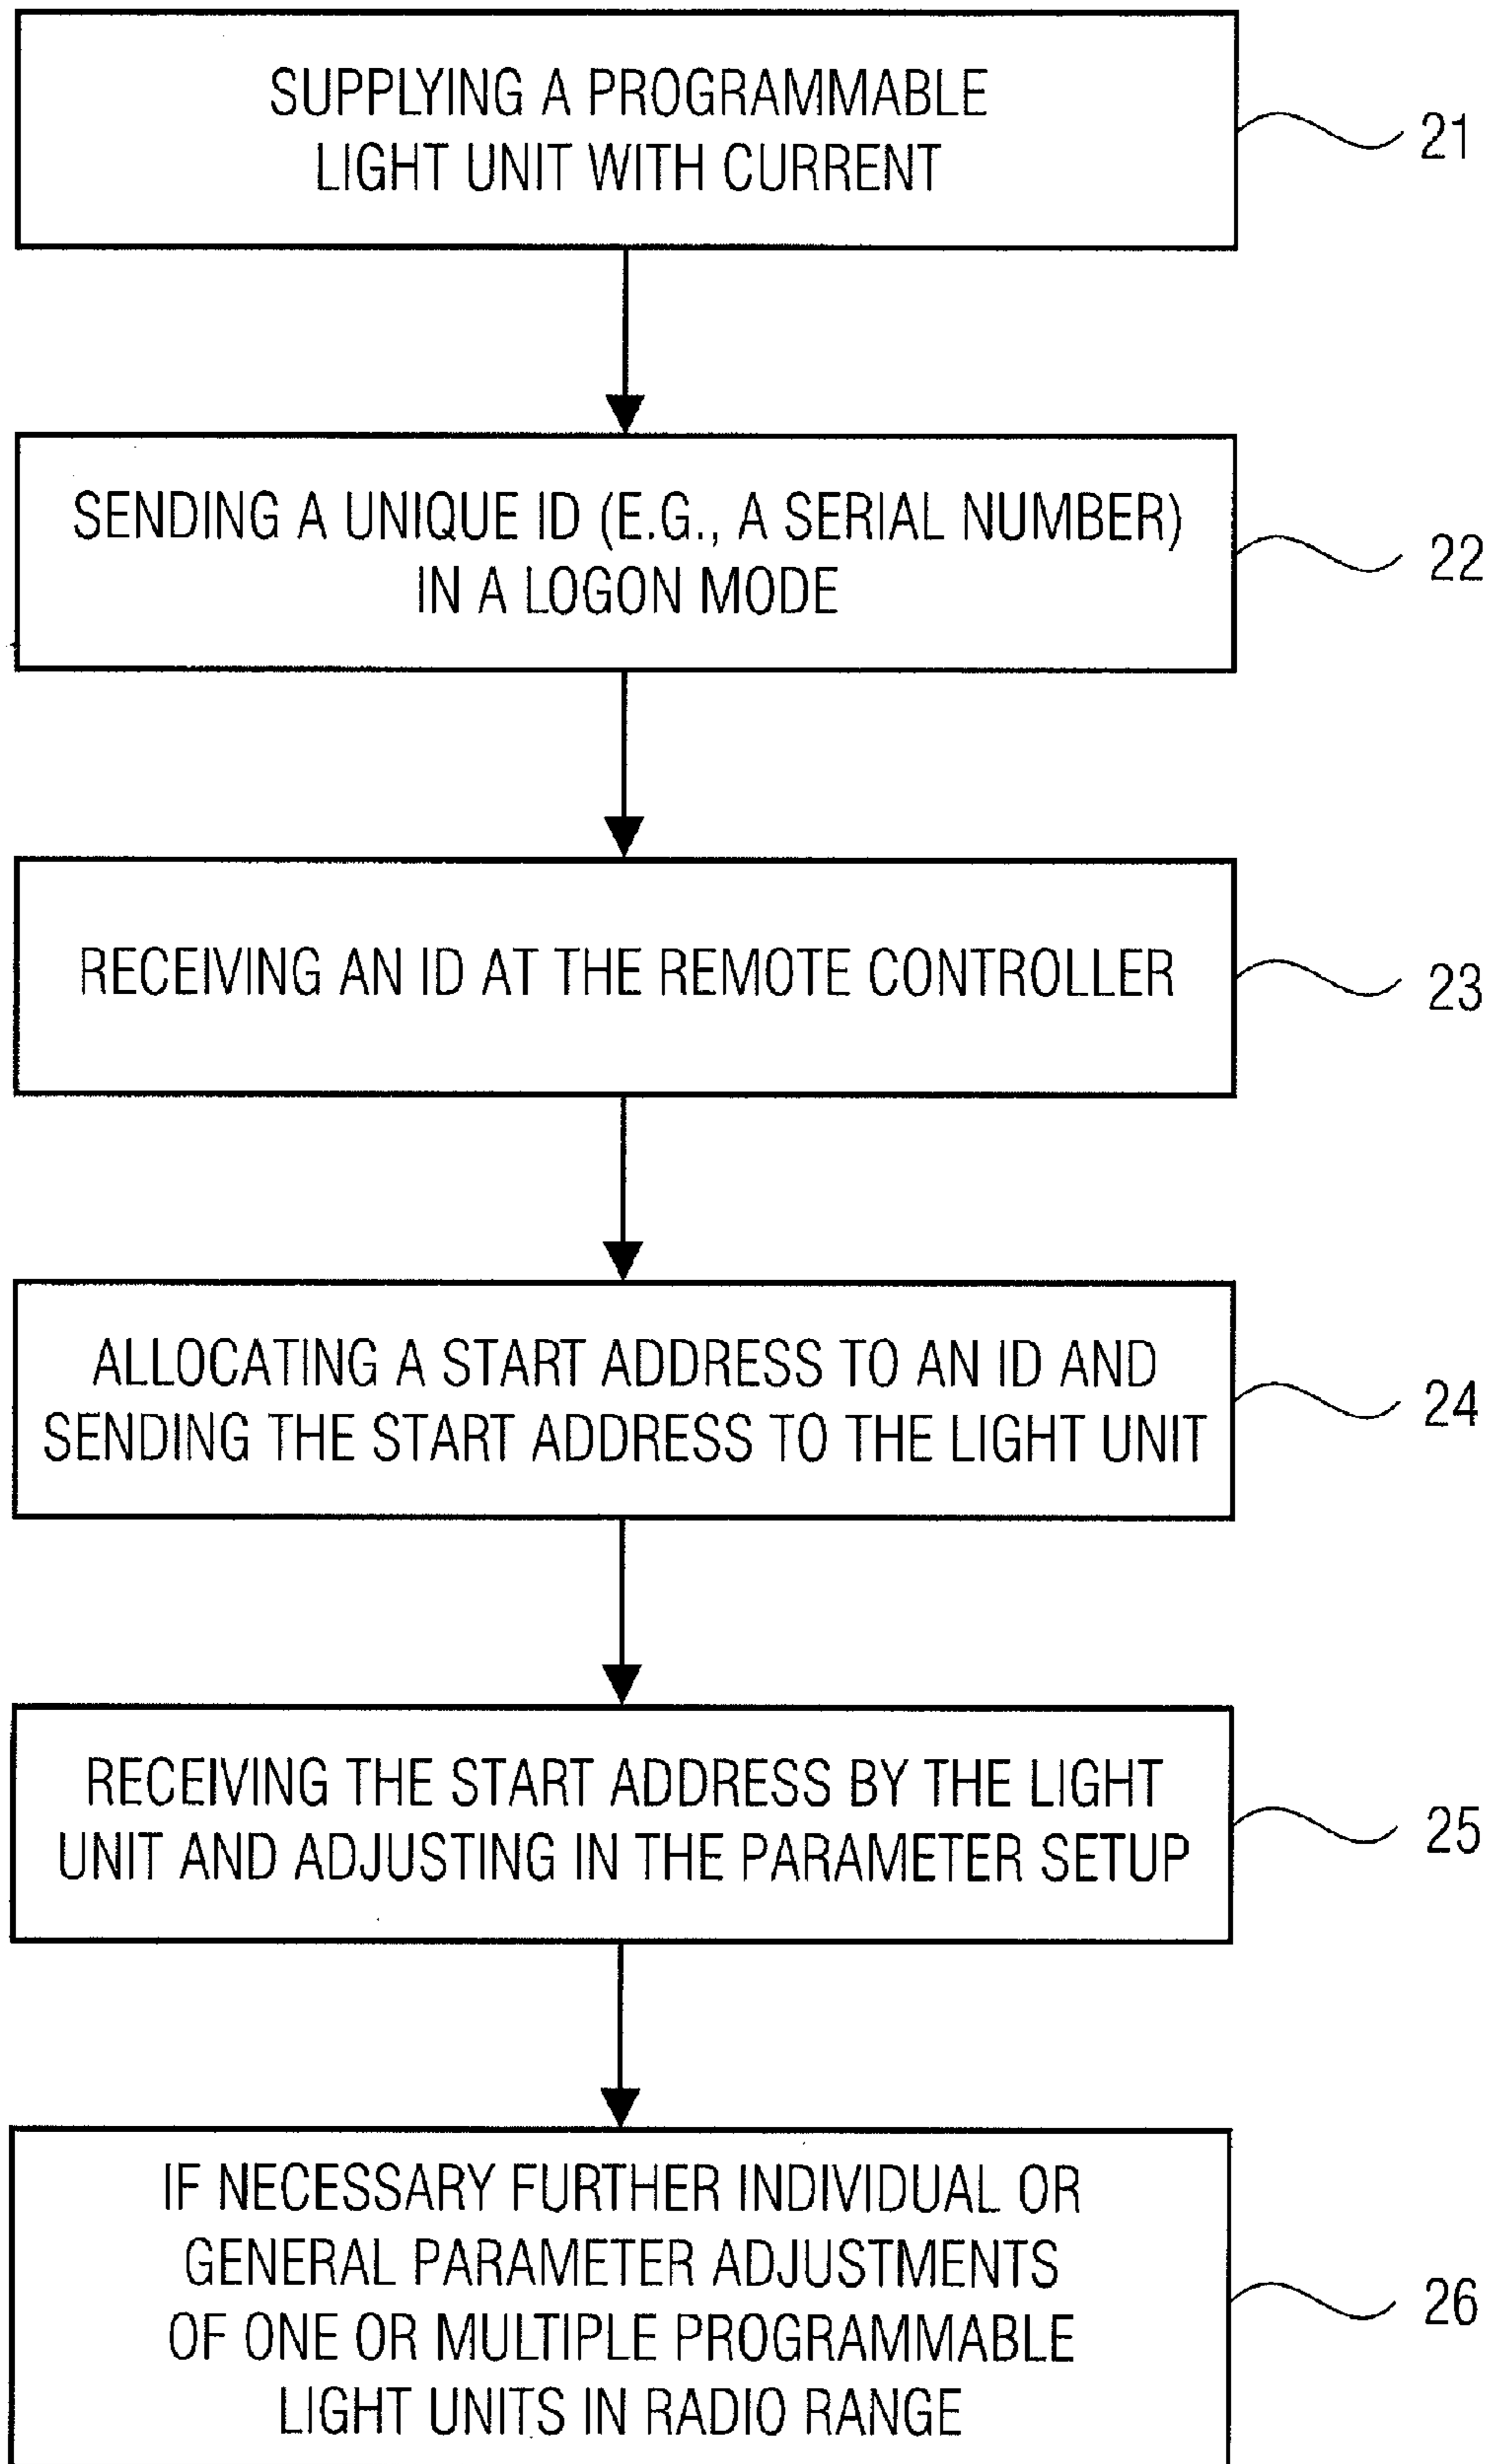 SUPPLYING A PROGRAMMABLE
LIGHT UNIT WITH CURRENT
21
SENDING A UNIQUE ID (E.G., A SERIAL NUMBER)
IN A LOGON MODE
22
RECEIVING AN ID AT THE REMOTE CONTROLLER
23
ALLOCATING A START ADDRESS TO AN ID AND
SENDING THE START ADDRESS TO THE LIGHT UNIT
24
RECEIVING THE START ADDRESS BY THE LIGHT
UNIT AND ADJUSTING IN THE PARAMETER SETUP
25
IF NECESSARY FURTHER INDIVIDUAL OR
GENERAL PARAMETER ADJUSTMENTS
OF ONE OR MULTIPLE PROGRAMMABLE
LIGHT UNITS IN RADIO RANGE
26